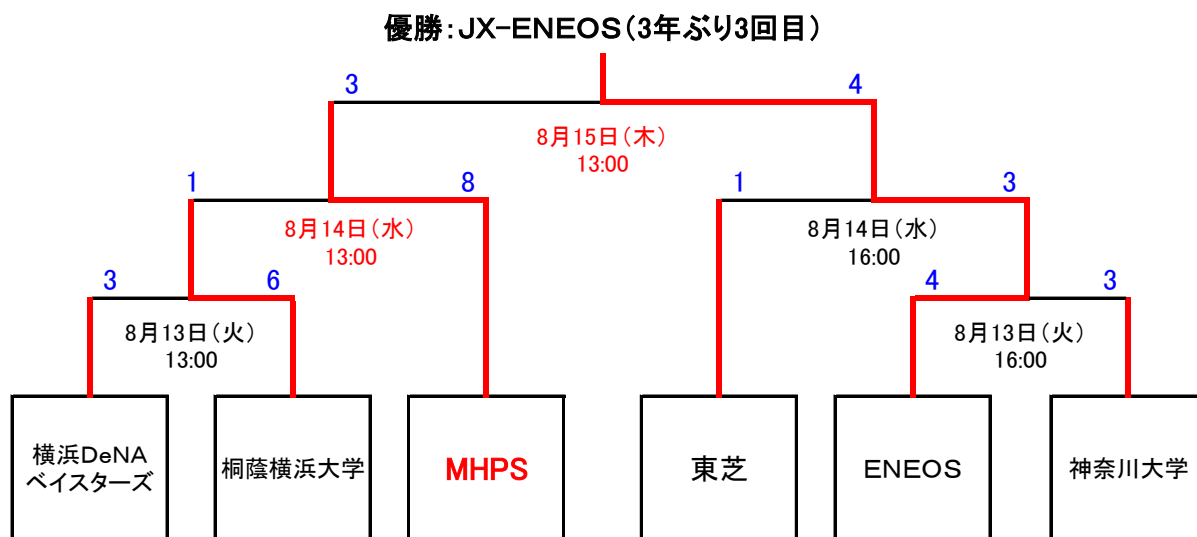 優勝：JX-ENEOS（3年ぶり3回目）
3
4
8月15日（木）
13:00
1
8
1
3
8月14日（水）
13:00
8月14日（水）
16:00
3
6
4
3
8月13日（火）
13:00
8月13日（火）
16:00
横浜DeNA
ベイスターズ
桐蔭横浜大学
MHPS
東芝
ENEOS
神奈川大学